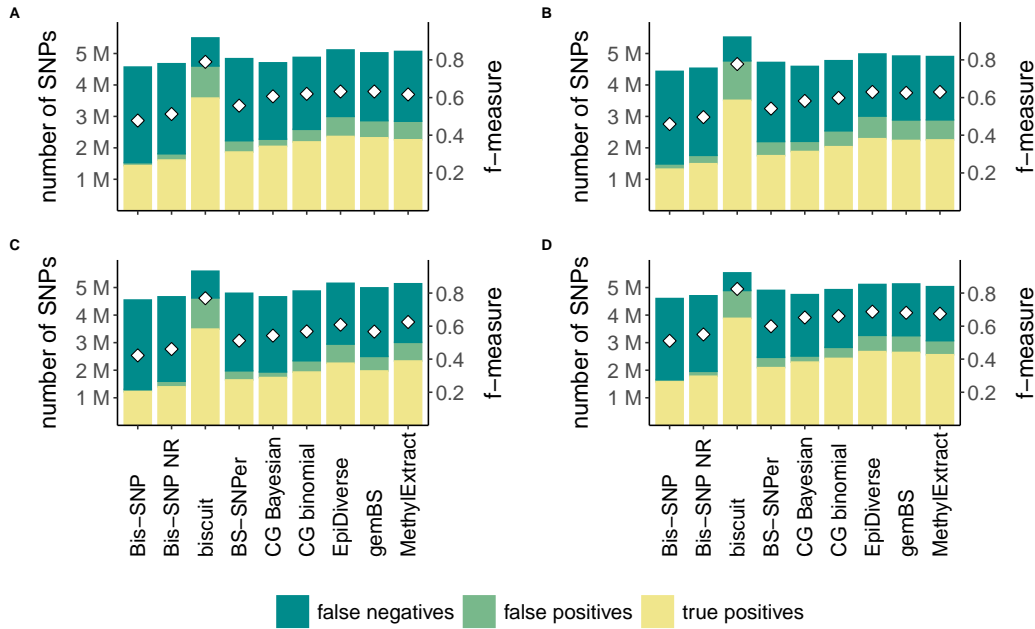 A
B
number of SNPs
5 M
4 M
3 M
2 M
1 M
0.8
0.6
0.4
0.2
f−measure
number of SNPs
5 M
4 M
3 M
2 M
1 M
0.8
0.6
0.4
0.2
f−measure
C
D
number of SNPs
5 M
4 M
3 M
2 M
1 M
0.8
0.6
0.4
0.2
f−measure
number of SNPs
5 M
4 M
3 M
2 M
1 M
0.8
0.6
0.4
0.2
f−measure
Bis−SNP
Bis−SNP NR
biscuit
BS−SNPer
CG Bayesian
CG binomial
EpiDiverse
gemBS
MethylExtract
Bis−SNP
Bis−SNP NR
biscuit
BS−SNPer
CG Bayesian
CG binomial
EpiDiverse
gemBS
MethylExtract
false negatives
false positives
true positives